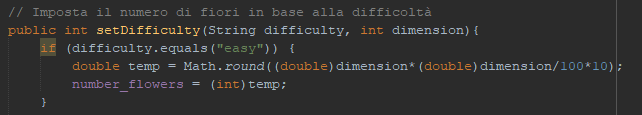 // Imposta il numero di fiori in base alla difficoltà
public int setDifficulty(String difficulty, int dimension){
if (difficulty.equals("easy")) {
double temp = Math.round((double)dimension*(double)dimension/100*10);
number_flowers = (int)temp;
}